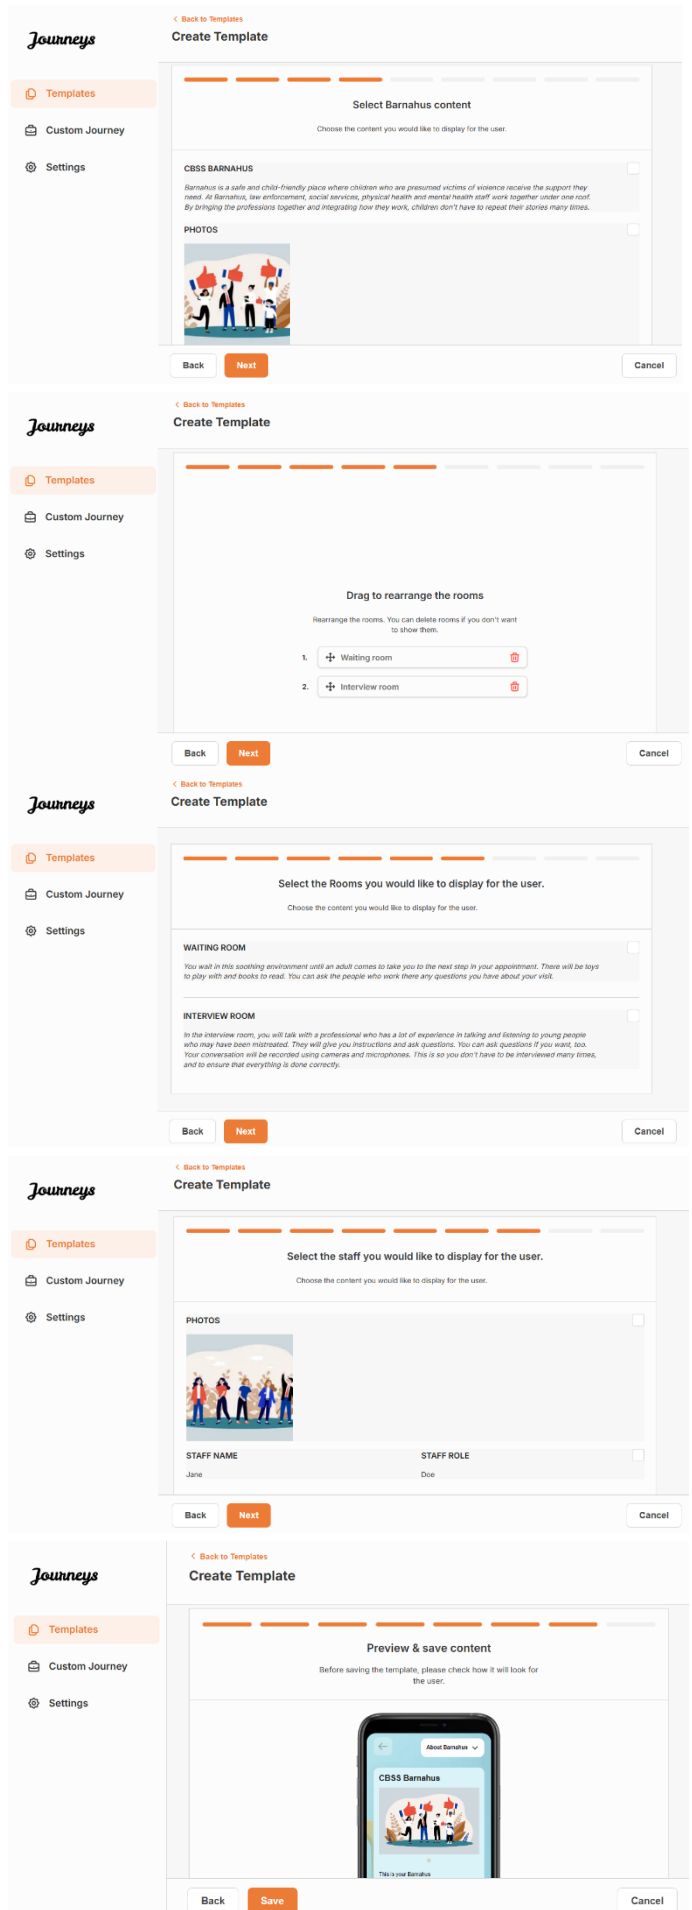 Journeys
Templates
Custom Journey
Settings
< Back to Templates
Create Template
Select Barnahus content
Choose the content you would like to display for the user.
CBSS BARNAHUS
Barnahus is a safe and child-friendly place where children who are presumed victims of violence receive the support they
need. At Barnahus, law enforcement, social services, physical health and mental health staff work together under one roof.
By bringing the professions together and integrating how they work, children don't have to repeat their stories many times.
PHOTOS
Back
Next
Cancel
Journeys
Templates
Custom Journey
Settings
< Back to Templates
Create Template
Drag to rearrange the rooms
Rearrange the rooms. You can delete rooms if you don't want
to show them.
1. Waiting room
2. Interview room
Back
Next
Cancel
Journeys
Templates
Custom Journey
Settings
< Back to Templates
Create Template
Select the Rooms you would like to display for the user.
Choose the content you would like to display for the user.
WAITING ROOM
You wait in this soothing environment until an adult comes to take you to the next step in your appointment. There will be toys
to play with and books to read. You can ask the people who work there any questions you have about your visit.
INTERVIEW ROOM
In the interview room, you will talk with a professional who has a lot of experience in talking and listening to young people
who may have been mistreated. They will give you instructions and ask questions. You can ask questions if you want, too.
Your conversation will be recorded using cameras and microphones. This is so you don't have to be interviewed many times,
and to ensure that everything is done correctly.
Back
Next
Cancel
Journeys
Templates
Custom Journey
Settings
< Back to Templates
Create Template
Select the staff you would like to display for the user.
Choose the content you would like to display for the user.
PHOTOS
STAFF NAME STAFF ROLE
Jane Doe
Back
Next
Cancel
Journeys
Templates
Custom Journey
Settings
< Back to Templates
Create Template
Preview & save content
Before saving the template, please check how it will look for
the user.
About Barnahus
CBSS Barnahus
This is your Barnahus
Back
Save
Cancel